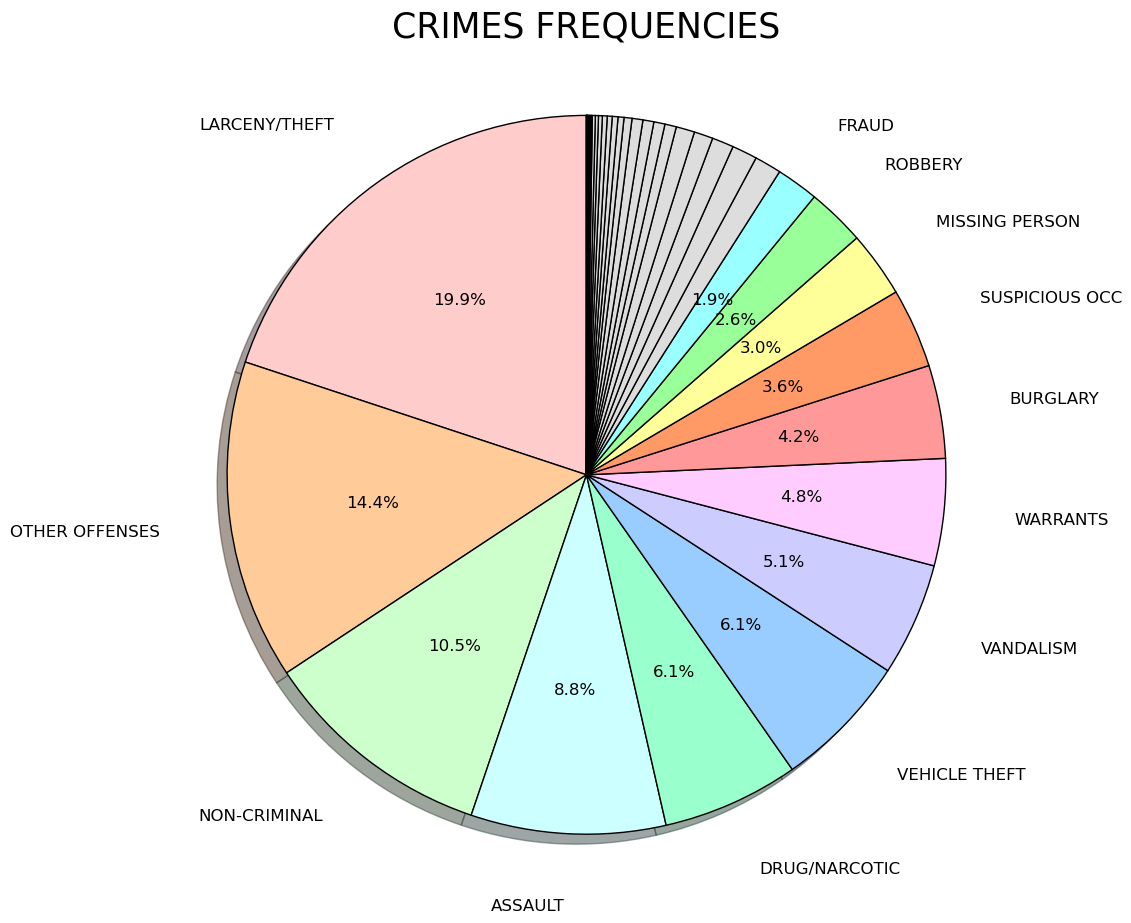 CRIMES FREQUENCIES
LARCENY/THEFT
FRAUD
ROBBERY
MISSING PERSON
SUSPICIOUS OCC
BURGLARY
WARRANTS
VANDALISM
VEHICLE THEFT
DRUG/NARCOTIC
ASSAULT
NON-CRIMINAL
OTHER OFFENSES
19.9%
14.4%
10.5%
8.8%
6.1%
6.1%
5.1%
4.8%
4.2%
3.6%
3.0%
2.6%
1.9%